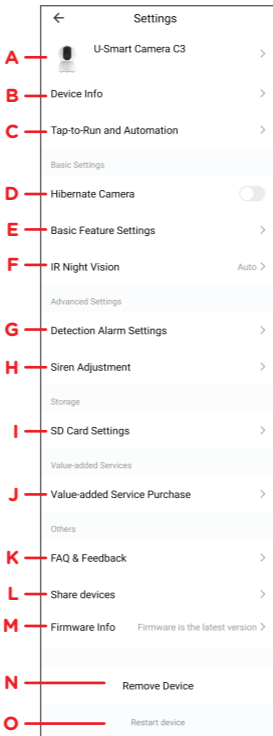 Settings
A U-Smart Camera C3
B Device Info
C Tap-to-Run and Automation
Basic Settings
D Hibernate Camera
E Basic Feature Settings
F IR Night Vision Auto
Advanced Settings
G Detection Alarm Settings
H Siren Adjustment
Storage
I SD Card Settings
Value-added Services
J Value-added Service Purchase
Others
K FAQ & Feedback
L Share devices
M Firmware Info Firmware is the latest version
N Remove Device
O Restart device